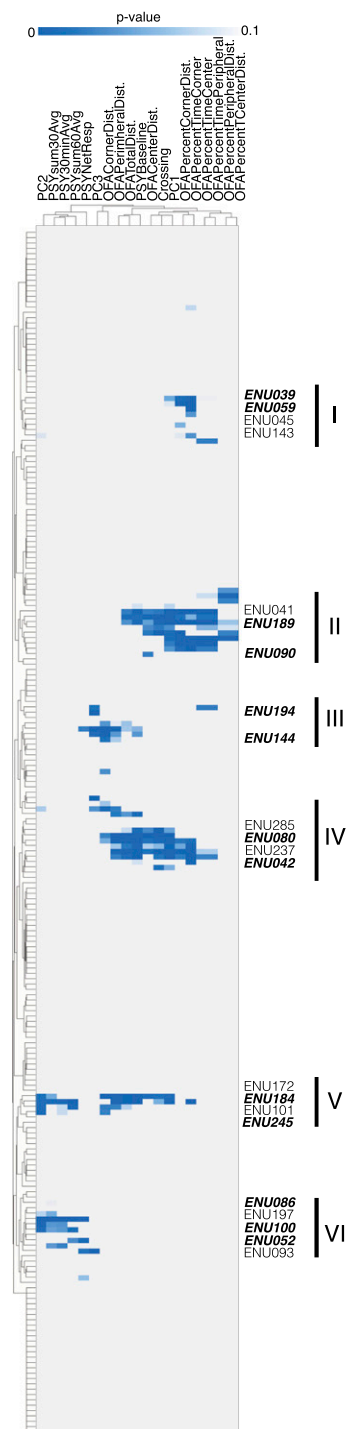 p-value
0 0.1
PC2
PSYsum30Avg
PSY30minAvg
PSYsum60Avg
PSYNetResp
PC3
OFACornerDist.
OFAPerimheralDist.
OFATotalDist.
PSYBaseline
OFACenterDist.
Crossing
PC1
OFAPercentCornerDist.
OFAPercentTimeCorner
OFAPercentTimeCenter
OFAPercentTimePeripheral
OFAPercentPeripheralDist.
OFAPercentTCenterDist.
ENU039
ENU059
ENU045
ENU143
I
ENU041
ENU189
ENU090
II
ENU194
ENU144
III
ENU285
ENU080
ENU237
ENU042
IV
ENU172
ENU184
ENU101
ENU245
V
ENU086
ENU197
ENU100
ENU052
ENU093
VI